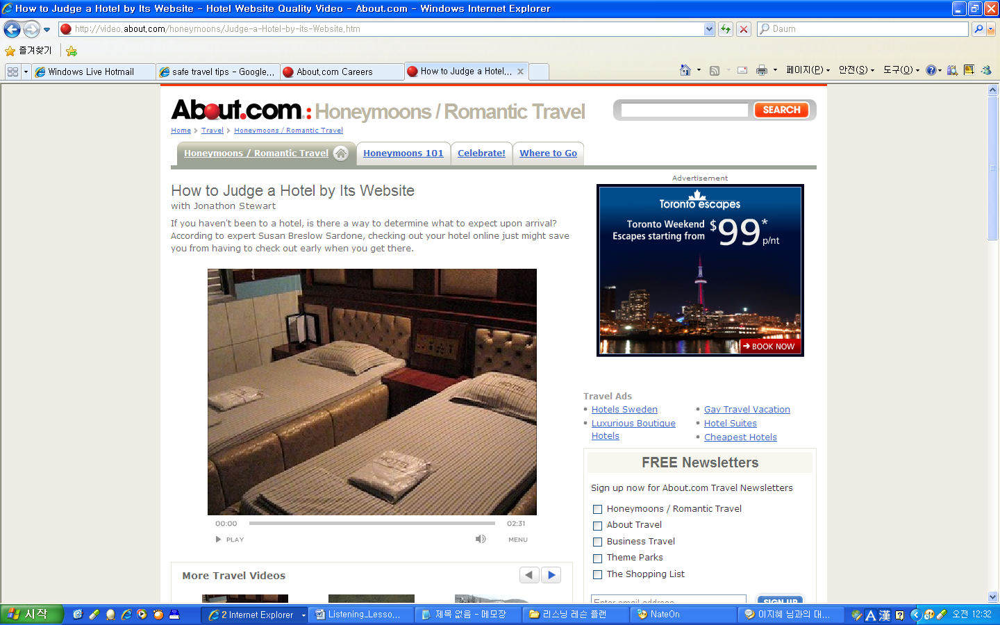 How to Judge a Hotel by Its Website - Hotel Website Quality Video - About.com - Windows Internet Explorer
http://video.about.com/honeymoons/Judge-a-Hotel-by-its-Website.htm
Daum
즐겨찾기
Windows Live Hotmail
safe travel tips - Google,...
About.com Careers
How to Judge a Hotel,...
페이지(P)
안전(S)
도구(O)
About.com: Honeymoons / Romantic Travel
SEARCH
Home > Travel > Honeymoons / Romantic Travel
Honeymoons / Romantic Travel
Honeymoons 101
Celebrate!
Where to Go
How to Judge a Hotel by Its Website
with Jonathon Stewart
If you haven't been to a hotel, is there a way to determine what to expect upon arrival?
According to expert Susan Breslow Sardone, checking out your hotel online just might save
you from having to check out early when you get there.
HOTEL
00:00
02:31
PLAY
MENU
More Travel Videos
Advertisement
Toronto escapes
Toronto Weekend
Escapes starting from
$99*
p/nt
BOOK NOW
Travel Ads
Hotels Sweden
Luxurious Boutique
Hotels
Gay Travel Vacation
Hotel Suites
Cheapest Hotels
FREE Newsletters
Sign up now for About.com Travel Newsletters
Honeymoons / Romantic Travel
About Travel
Business Travel
Theme Parks
The Shopping List
Enter email address
SIGN UP
시작
2 Internet Explorer
Listening_Lesso...
제목 없음 - 메모장
리스닝 레슨 플랜
NateOn
이지혜 님과의 대...
A 漢
오전 12:32